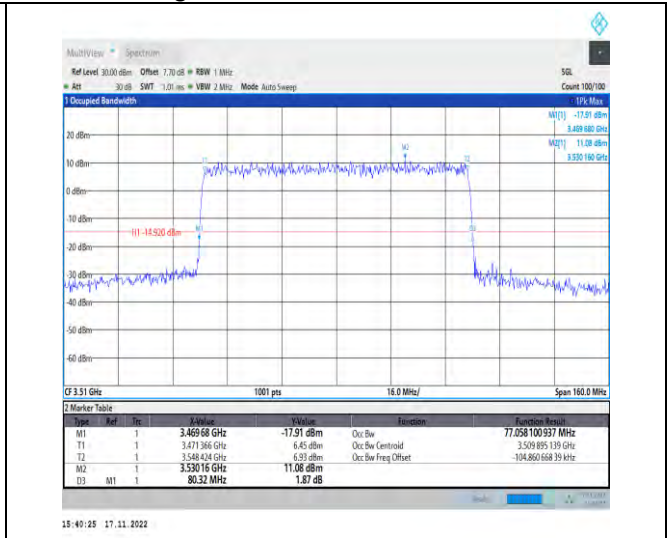 MultiView Spectrum
Ref Level 30.00 dBm Offset 7.70 dB RBW 1 MHz SGL
Att 30 dB SWT 1.01 ms VBW 2 MHz Mode Auto Sweep Count 100/100
1 Occupied Bandwidth 1Pk Max
M1[1] -17.91 dBm
3.469 680 GHz
M2[1] 11.08 dBm
3.530 160 GHz
20 dBm
M2
T1 T2
10 dBm
0 dBm
-10 dBm
H1 -14.920 dBm M1 D3
-20 dBm
-30 dBm
-40 dBm
-50 dBm
-60 dBm
CF 3.51 GHz 1001 pts 16.0 MHz/ Span 160.0 MHz
2 Marker Table
Type Ref Trc X-Value Y-Value Function Function Result
M1 1 3.469 68 GHz -17.91 dBm Occ Bw 77.058 100 937 MHz
T1 1 3.471 366 GHz 6.45 dBm Occ Bw Centroid 3.509 895 139 GHz
T2 1 3.548 424 GHz 6.93 dBm Occ Bw Freq Offset -104.860 668 39 kHz
M2 1 3.530 16 GHz 11.08 dBm
D3 M1 1 80.32 MHz 1.87 dB
15:40:25 17.11.2022